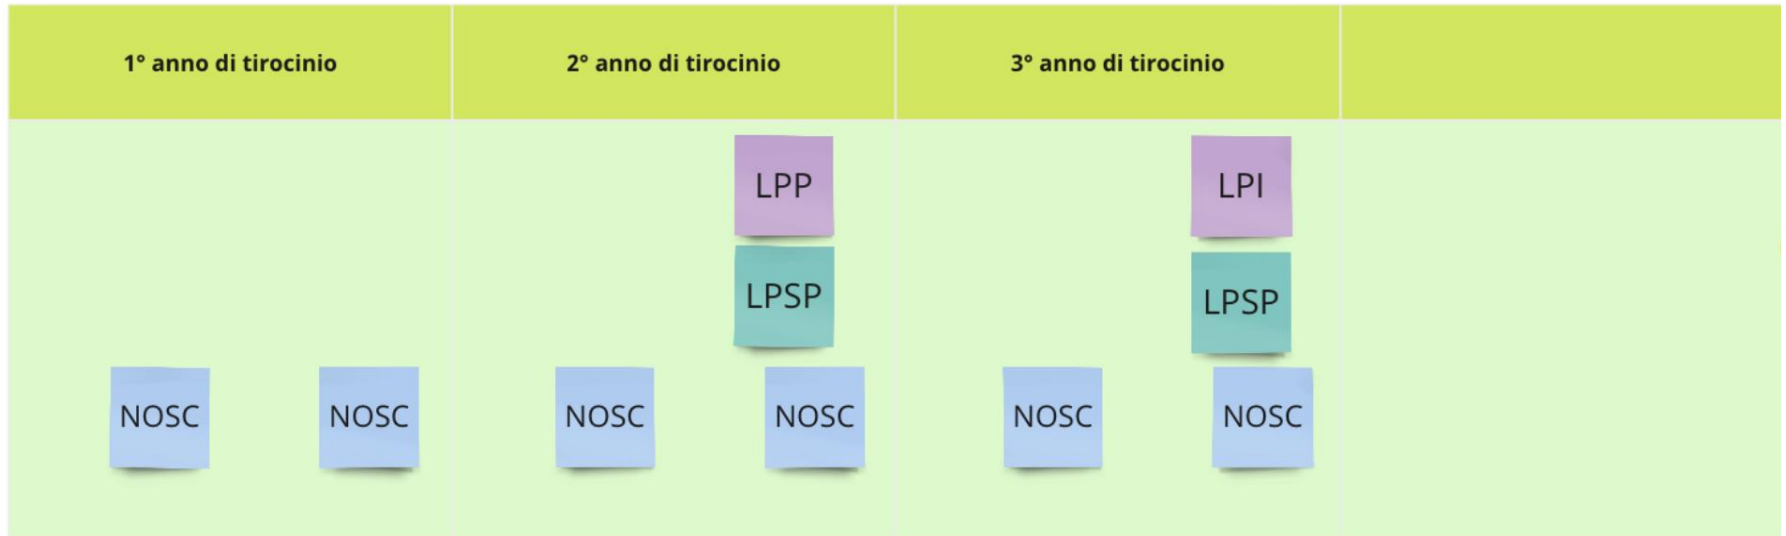 1° anno di tirocinio
2° anno di tirocinio
3° anno di tirocinio
LPP
LPI
LPSP
LPSP
NOSC
NOSC
NOSC
NOSC
NOSC
NOSC